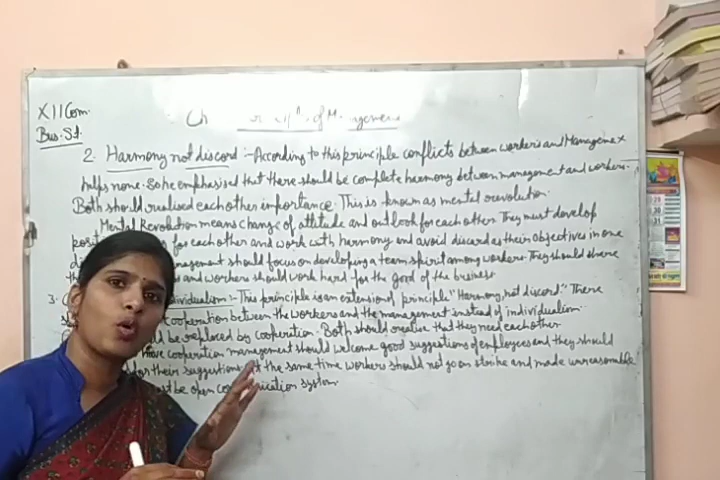 XII Com.
Bus. St.
Ch of Management
2. Harmony not discord :- According to this principle conflicts between workers and Manageme
helps none. So he emphasised that there should be complete harmony between management and workers.
Both should realised each other importance. This is known as mental revolution.
Mental Revolution means change of attitude and outlook for each other. They must develop
for each other and work with harmony and avoid discord as their objectives in one
management should focus on developing a team spirit among workers. They should share
and workers should work hard for the good of the business
3. individualism :- This principle is an extension of principle "Harmony, not discord." There
cooperation between the workers and the management instead of individualism.
be replaced by cooperation. Both should that they need each other
have cooperation management should welcome good suggestions of employees and they should
their suggestions at the same time workers should not go on strike and made unreasonable
must be open communication system.